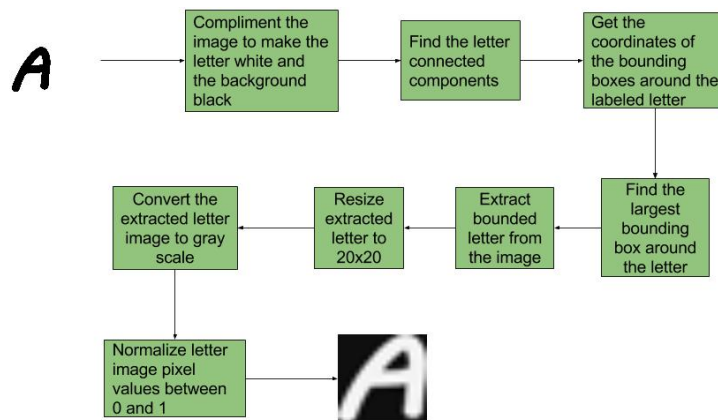 A
Compliment the
image to make the
letter white and
the background
black
Find the letter
connected
components
Get the
coordinates of
the bounding
boxes around the
labeled letter
Find the
largest
bounding
box around
the letter
Extract
bounded
letter from
the image
Resize
extracted
letter to
20x20
Convert the
extracted letter
image to gray
scale
Normalize letter
image pixel
values between
0 and 1
A